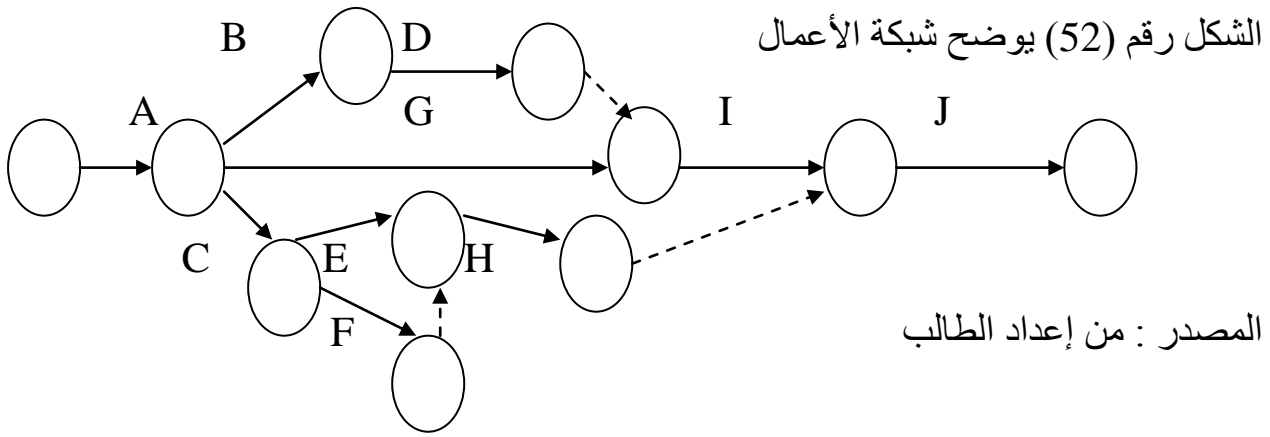 الشكل رقم (52) يوضح شبكة الأعمال
B D
A G I J
C E H
F
المصدر : من إعداد الطالب